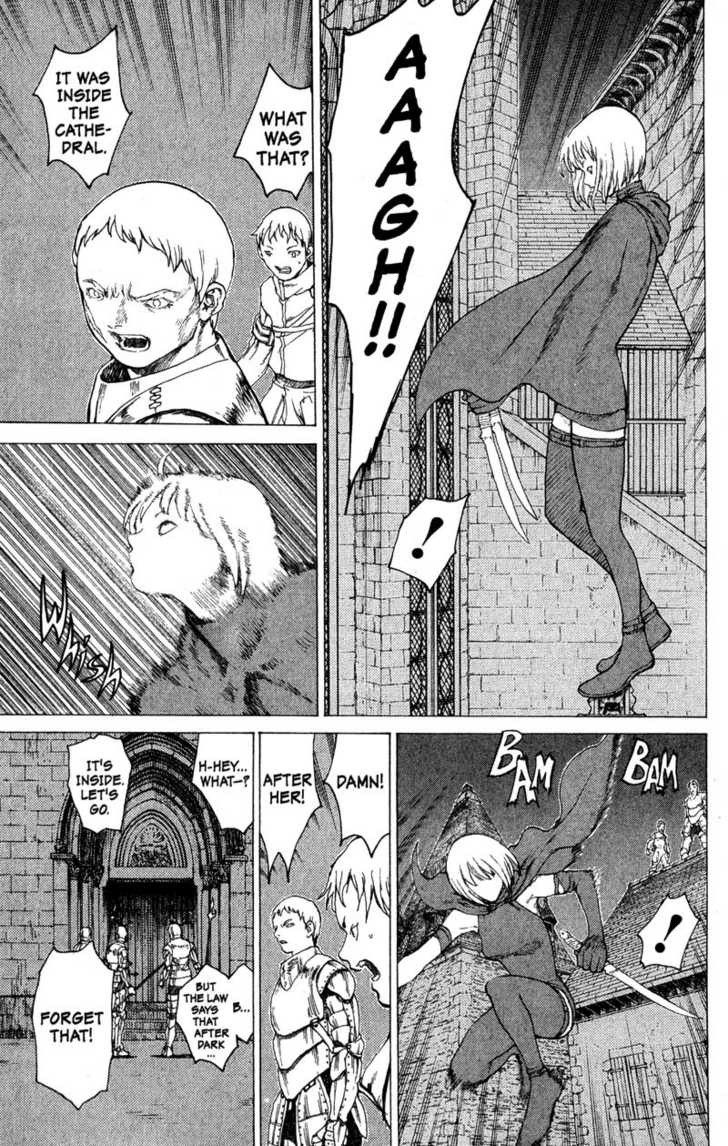 AAAGH!!
!
WHAT
WAS
THAT?
IT WAS
INSIDE
THE
CATHE-
DRAL.
Whish
BAM
BAM
!
DAMN!
AFTER
HER!
H-HEY...
WHAT—?
IT'S
INSIDE.
LET'S
GO.
B...
BUT
THE LAW
SAYS
THAT
AFTER
DARK
...
FORGET
THAT!